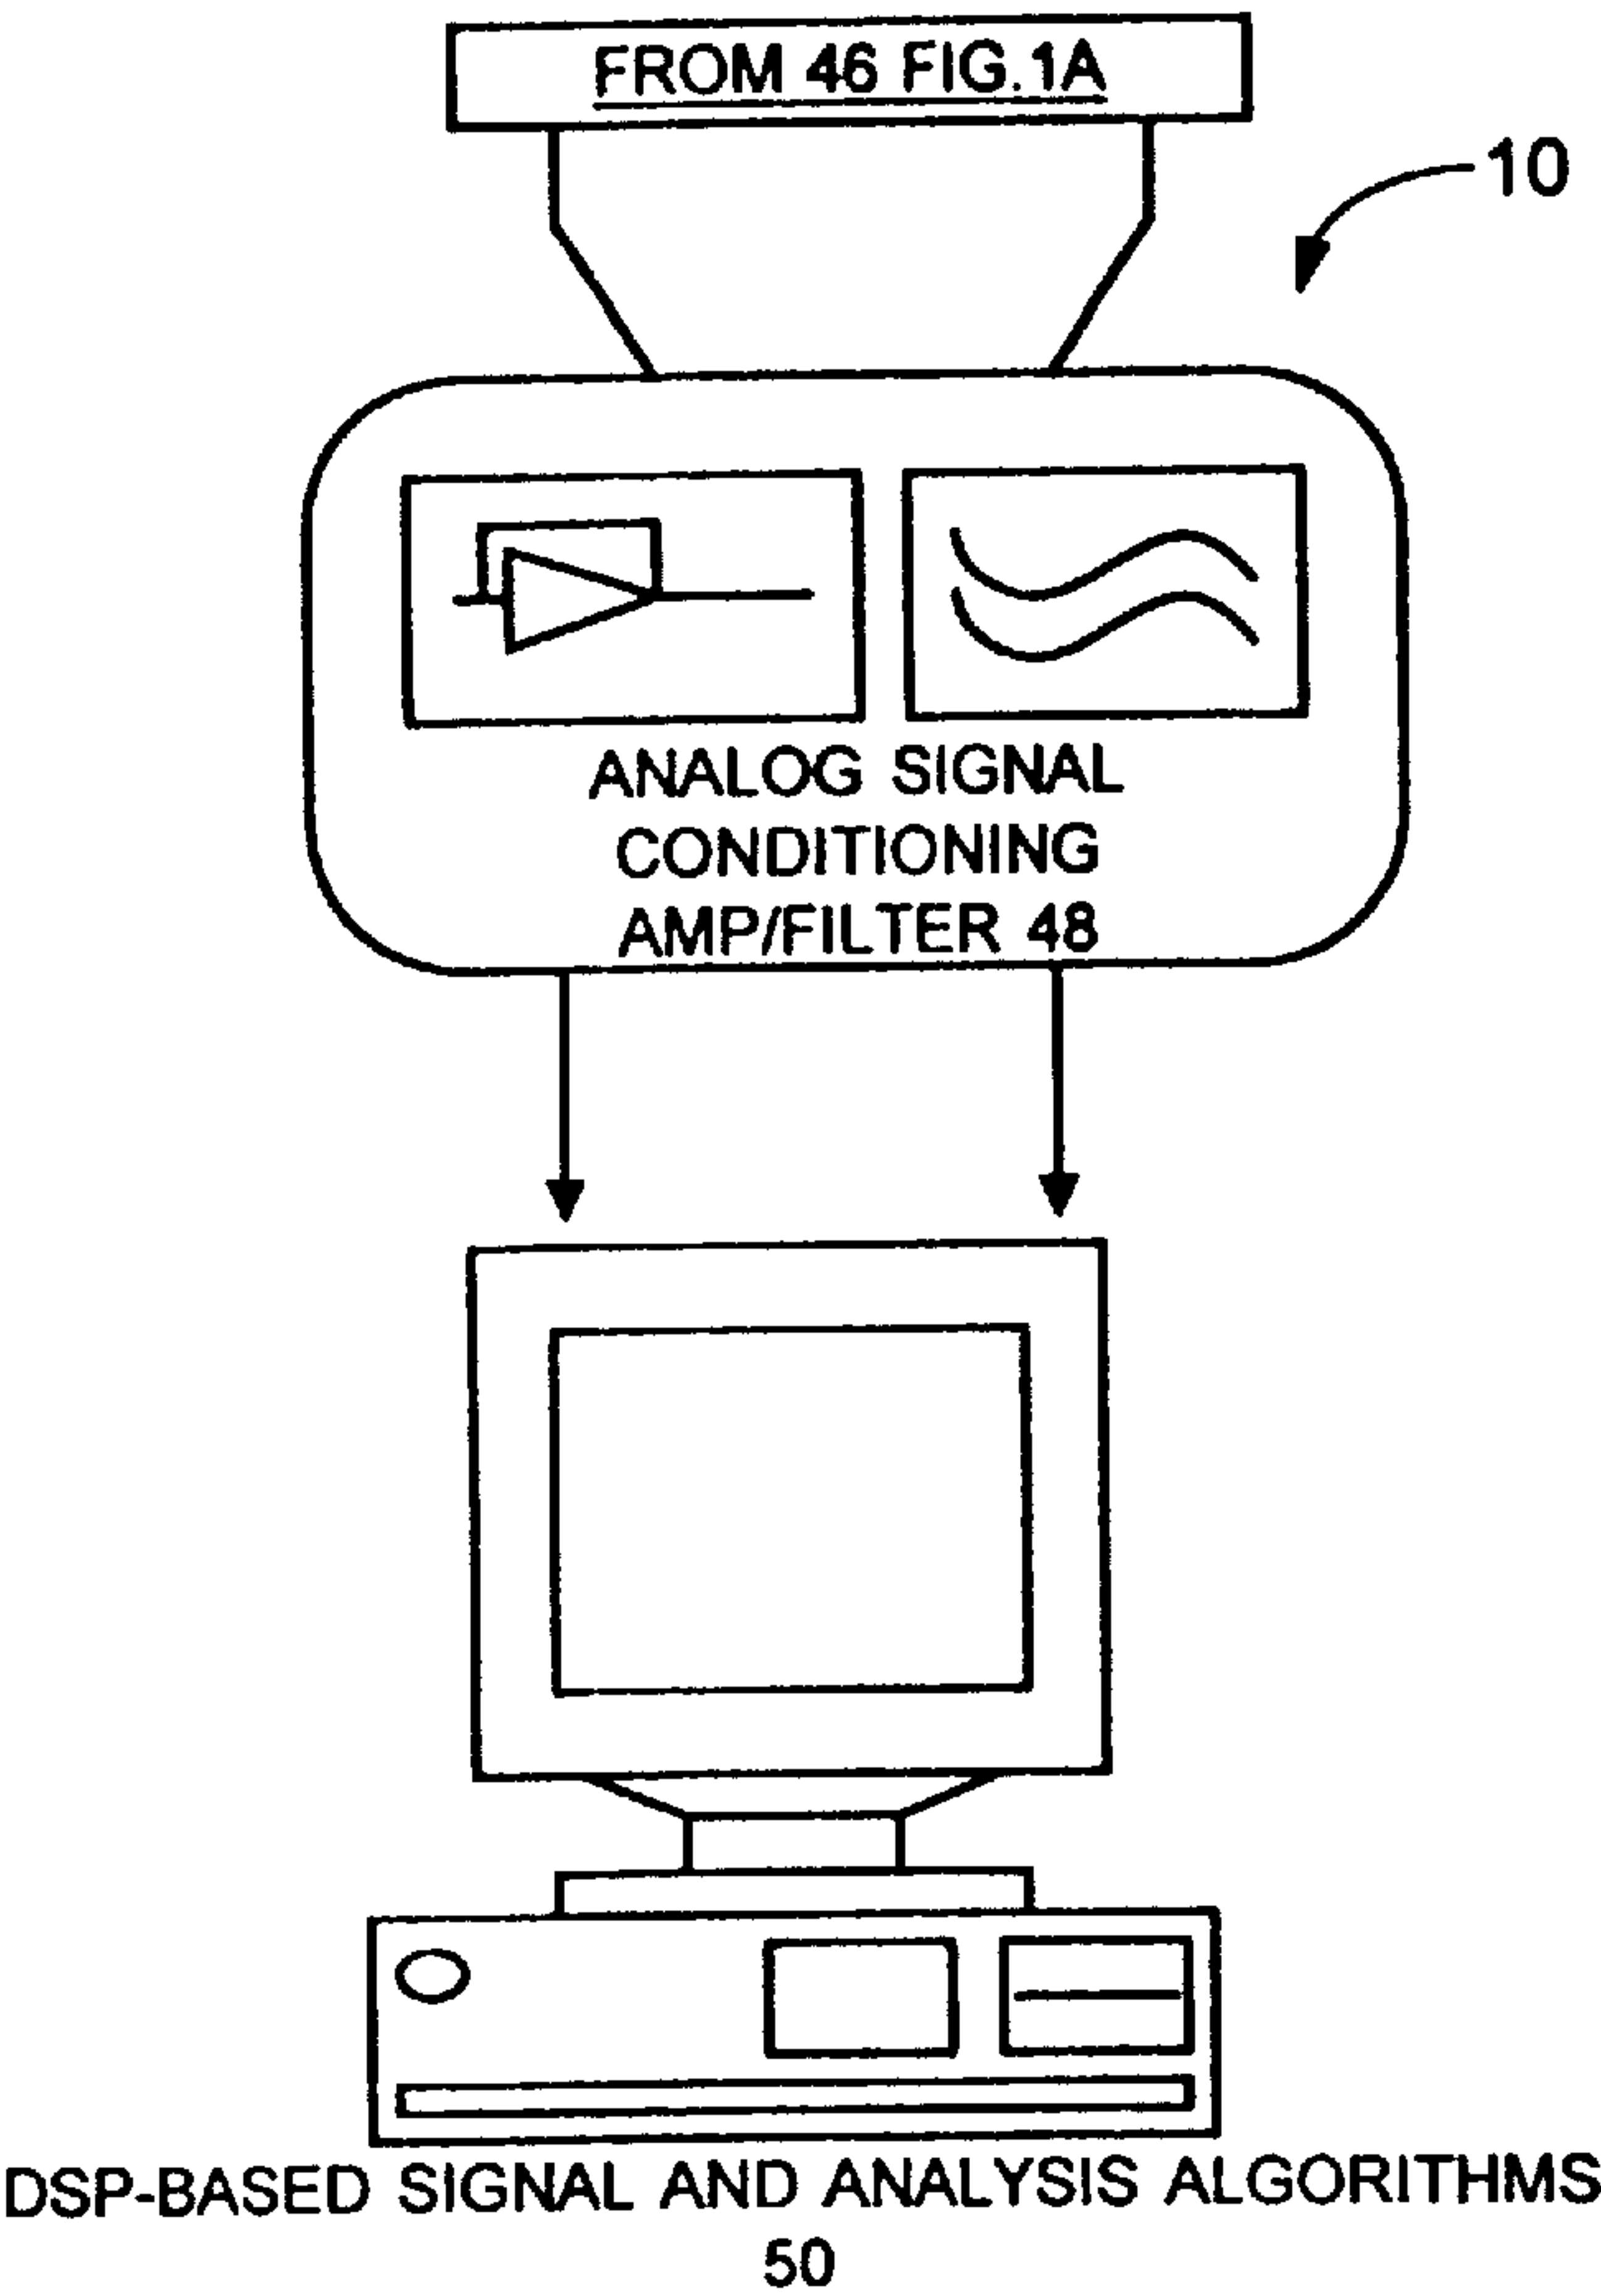 FROM 46 FIG.1A
10
ANALOG SIGNAL
CONDITIONING
AMP/FILTER 48
DSP-BASED SIGNAL AND ANALYSIS ALGORITHMS
50